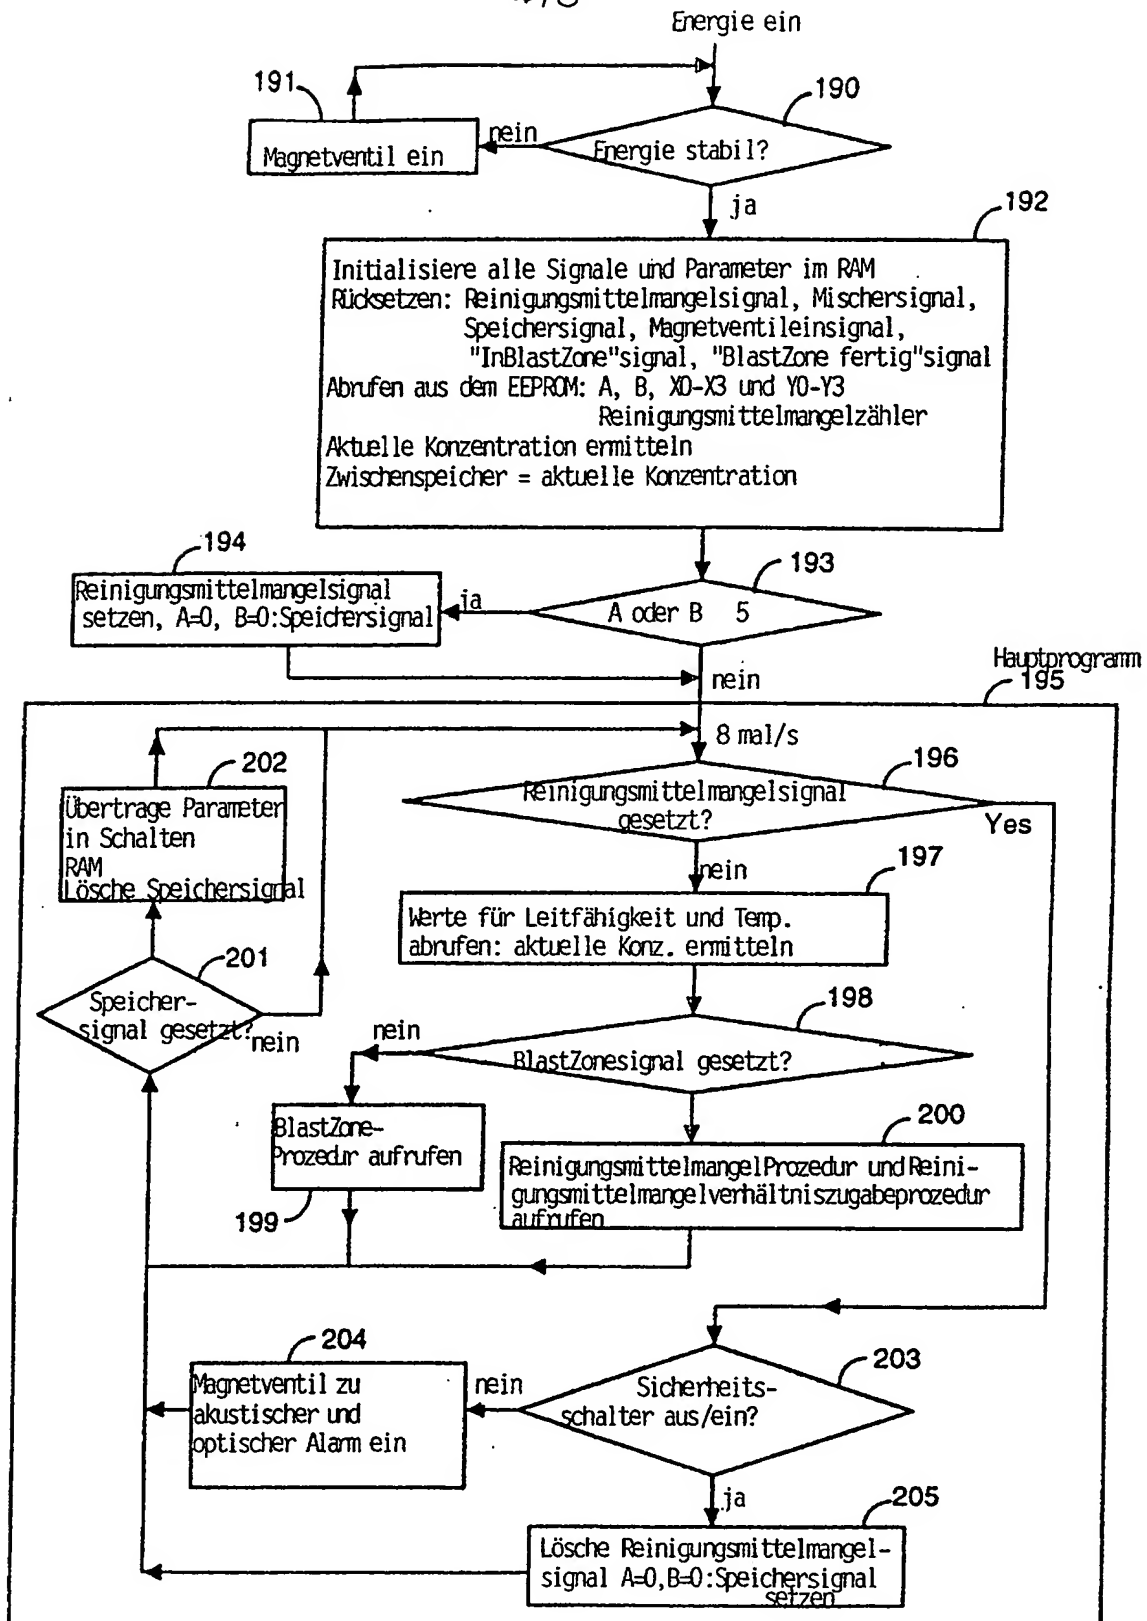 Energie ein
191
190
Magnetventil ein
nein
Energie stabil?
ja
192
Initialisiere alle Signale und Parameter im RAM
Rücksetzen: Reinigungsmittelmangelsignal, Mischersignal,
Speichersignal, Magnetventileinsignal,
"InBlastZone"signal, "BlastZone fertig"signal
Abrufen aus dem EEPROM: A, B, X0-X3 und Y0-Y3
Reinigungsmittelmangelzähler
Aktuelle Konzentration ermitteln
Zwischenspeicher = aktuelle Konzentration
194
193
Reinigungsmittelmangelsignal
setzen, A=0, B=0:Speichersignal
ja
A oder B 5
nein
Hauptprogramm
195
8 mal/s
202
196
Übertrage Parameter
in Schalten
RAM
Lösche Speichersignal
Reinigungsmittelmangelsignal
gesetzt?
Yes
nein
197
Werte für Leitfähigkeit und Temp.
abrufen: aktuelle Konz. ermitteln
201
Speicher-
signal gesetzt?
nein
198
nein
BlastZonesignal gesetzt?
BlastZone-
Prozedur aufrufen
199
200
ReinigungsmittelmangelProzedur und Reini-
gungsmittelmangelverhältniszugabeprozedur
aufrufen
204
203
Magnetventil zu
akustischer und
optischer Alarm ein
nein
Sicherheits-
schalter aus/ein?
ja
205
Lösche Reinigungsmittelmangel-
signal A=0,B=0:Speichersignal
setzen